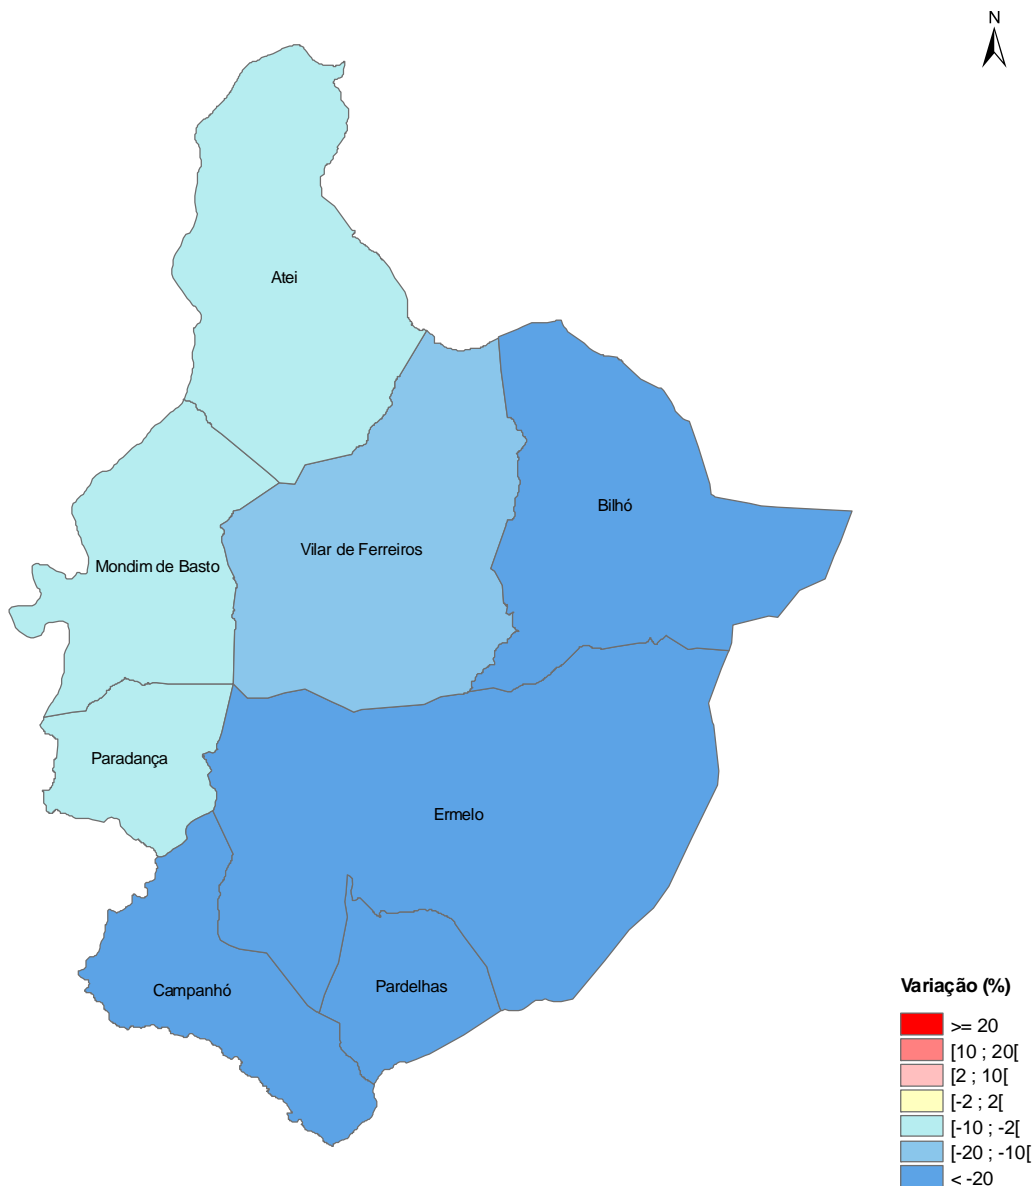 N
Atei
Bilhó
Vilar de Ferreiros
Mondim de Basto
Paradança
Ermelo
Campanhó
Pardelhas
Variação (%)
>= 20
[10 ; 20[
[2 ; 10[
[-2 ; 2[
[-10 ; -2[
[-20 ; -10[
< -20